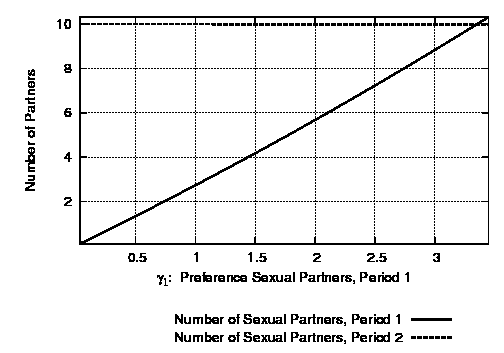 10
8
6
4
2
Number of Partners
0.5 1 1.5 2 2.5 3
γ1: Preference Sexual Partners, Period 1
Number of Sexual Partners, Period 1
Number of Sexual Partners, Period 2